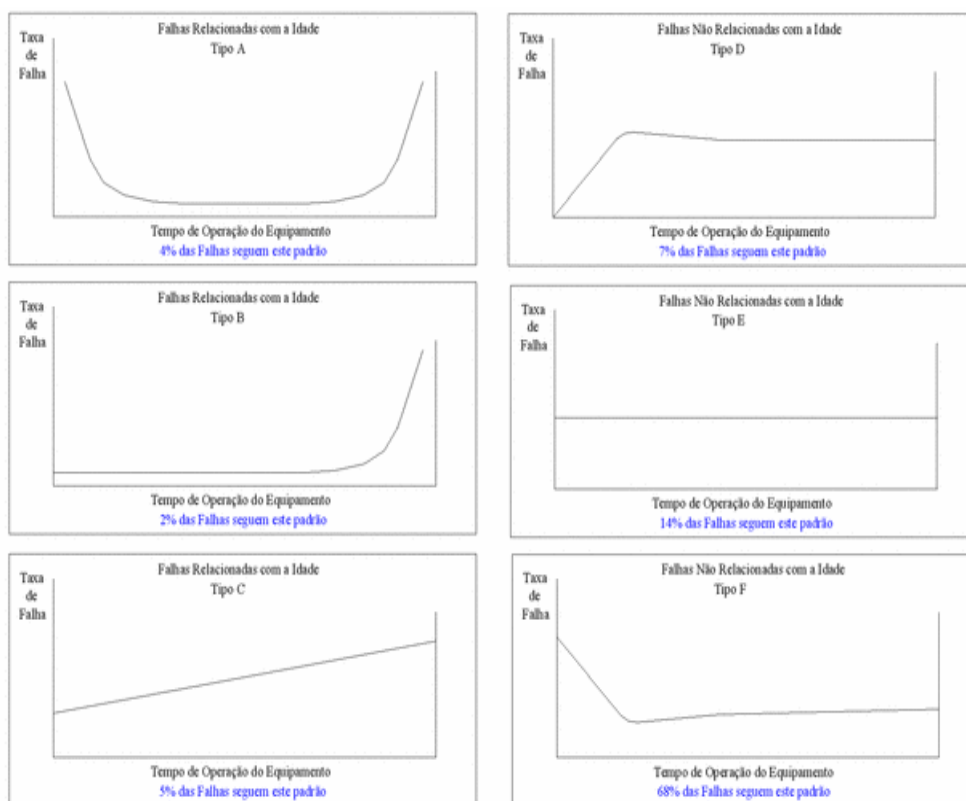 Falhas Relacionadas com a Idade
Tipo A
Taxa
de
Falha
Tempo de Operação do Equipamento
4% das Falhas seguem este padrão
Falhas Não Relacionadas com a Idade
Tipo D
Taxa
de
Falha
Tempo de Operação do Equipamento
7% das Falhas seguem este padrão
Falhas Relacionadas com a Idade
Tipo B
Taxa
de
Falha
Tempo de Operação do Equipamento
2% das Falhas seguem este padrão
Falhas Não Relacionadas com a Idade
Tipo E
Taxa
de
Falha
Tempo de Operação do Equipamento
14% das Falhas seguem este padrão
Falhas Relacionadas com a Idade
Tipo C
Taxa
de
Falha
Tempo de Operação do Equipamento
5% das Falhas seguem este padrão
Falhas Não Relacionadas com a Idade
Tipo F
Taxa
de
Falha
Tempo de Operação do Equipamento
68% das Falhas seguem este padrão